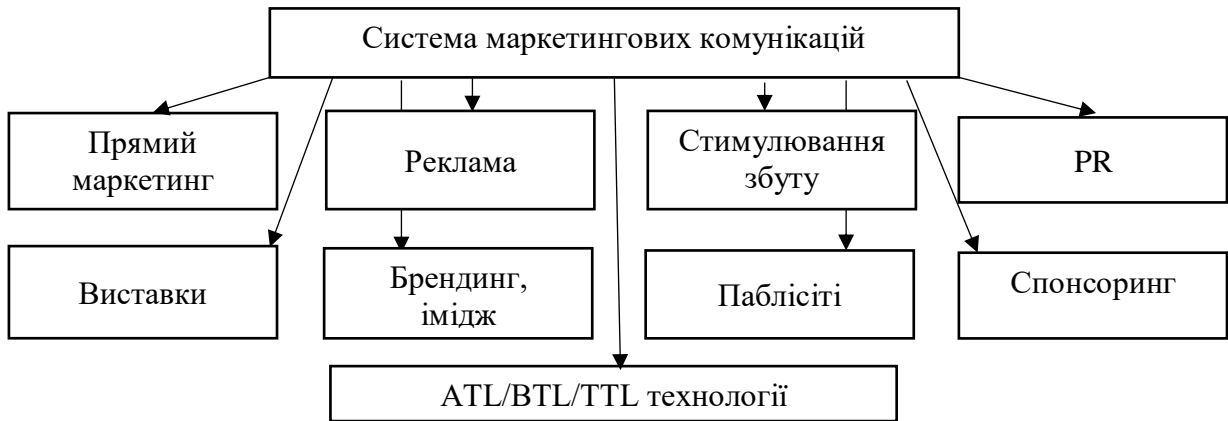 Система маркетингових комунікацій
Прямий
маркетинг
Реклама
Стимулювання
збуту
PR
Виставки
Брендинг,
імідж
Паблісіті
Спонсоринг
ATL/BTL/TTL технології